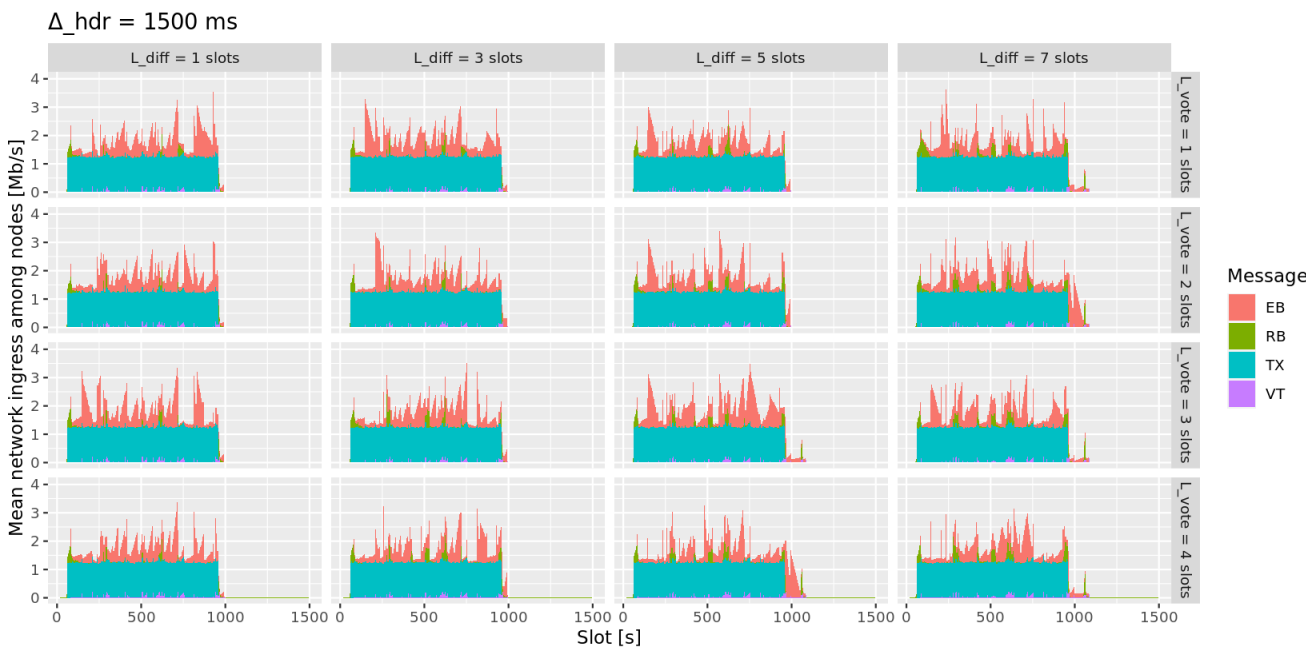 Δ_hdr = 1500 ms
L_diff = 1 slots
L_diff = 3 slots
L_diff = 5 slots
L_diff = 7 slots
Mean network ingress among nodes [Mb/s]
4
3
2
1
0
L_vote = 1 slots
4
3
2
1
0
L_vote = 2 slots
4
3
2
1
0
L_vote = 3 slots
4
3
2
1
0
L_vote = 4 slots
0 500 1000 1500
0 500 1000 1500
0 500 1000 1500
0 500 1000 1500
Slot [s]
Message
EB
RB
TX
VT